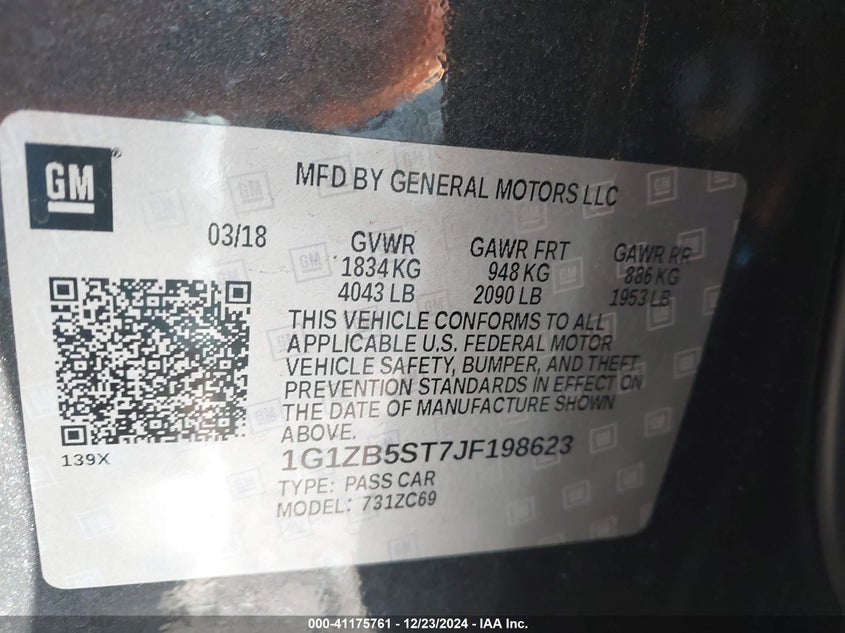 GM®
MFD BY GENERAL MOTORS LLC
03/18
GVWR
1834 KG
4043 LB
GAWR FRT
948 KG
2090 LB
GAWR RR
886 KG
1953 LB
THIS VEHICLE CONFORMS TO ALL
APPLICABLE U.S. FEDERAL MOTOR
VEHICLE SAFETY, BUMPER, AND THEFT
PREVENTION STANDARDS IN EFFECT ON
THE DATE OF MANUFACTURE SHOWN
ABOVE.
139X
1G1ZB5ST7JF198623
TYPE: PASS CAR
MODEL: 731ZC69
000-41175761 - 12/23/2024 - IAA Inc.